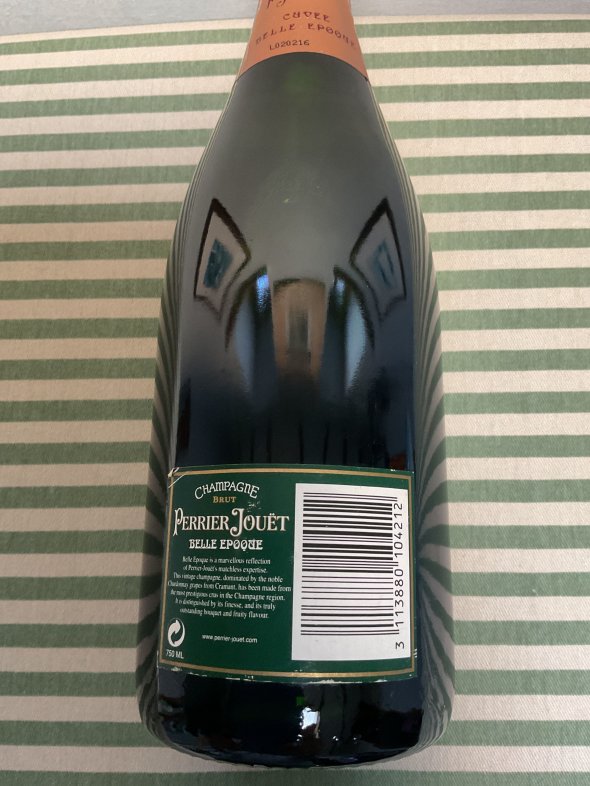 CUVEE
BELLE EPOQUE
L020216
CHAMPAGNE
BRUT
PERRIER JOUËT
BELLE EPOQUE
Belle Epoque is a marvellous reflection
of Perrier-Jouët's matchless expertise.
This vintage champagne, dominated by the noble
Chardonnay grapes from Cramant, has been made from
the most prestigious crus in the Champagne region.
It is distinguished by its finesse, and its truly
outstanding bouquet and fruity flavour.
www.perrier-jouet.com
750 ML
3 113880 104212